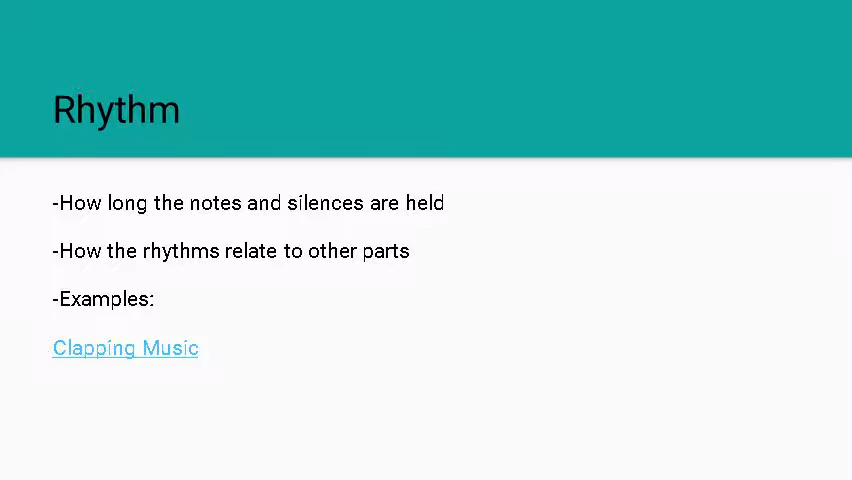 Rhythm
-How long the notes and silences are held
-How the rhythms relate to other parts
-Examples:
Clapping Music